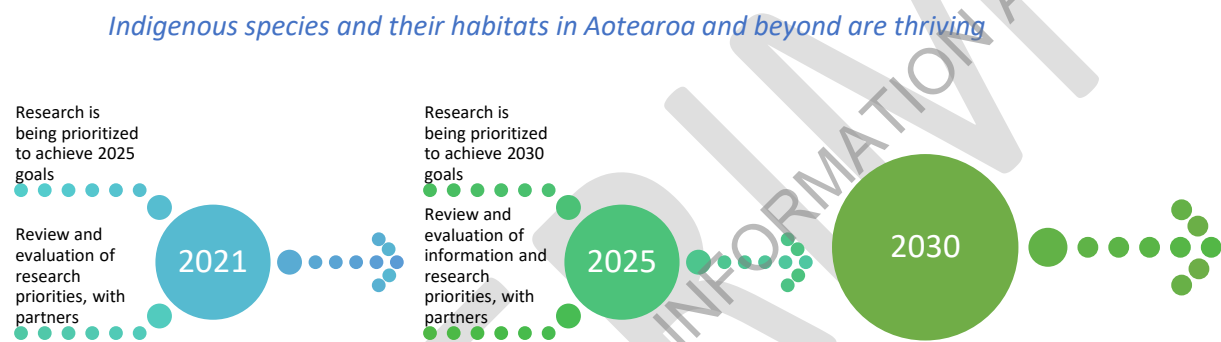 Indigenous species and their habitats in Aotearoa and beyond are thriving
Research is
being prioritized
to achieve 2025
goals
Review and
evaluation of
research
priorities, with
partners
2021
Research is
being prioritized
to achieve 2030
goals
Review and
evaluation of
information and
research
priorities, with
partners
2025
2030
INFORMATION A